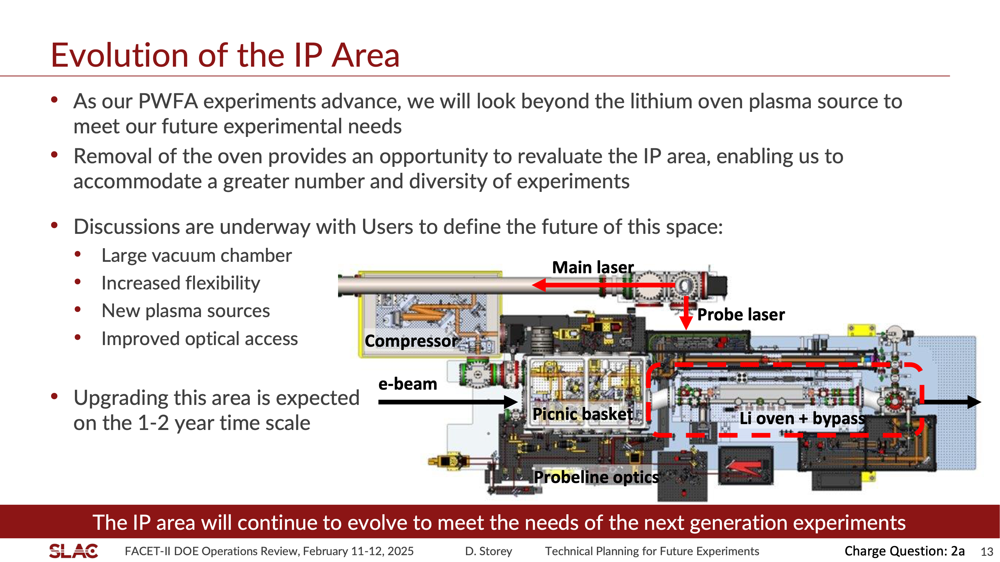 Evolution of the IP Area
• As our PWFA experiments advance, we will look beyond the lithium oven plasma source to
meet our future experimental needs
• Removal of the oven provides an opportunity to revaluate the IP area, enabling us to
accommodate a greater number and diversity of experiments
• Discussions are underway with Users to define the future of this space:
• Large vacuum chamber
• Increased flexibility
• New plasma sources
• Improved optical access
• Upgrading this area is expected
on the 1-2 year time scale
Main laser
Probe laser
Compressor
e-beam
Picnic basket
Li oven + bypass
Probeline optics
The IP area will continue to evolve to meet the needs of the next generation experiments
SLAC
FACET-II DOE Operations Review, February 11-12, 2025
D. Storey
Technical Planning for Future Experiments
Charge Question: 2a
13